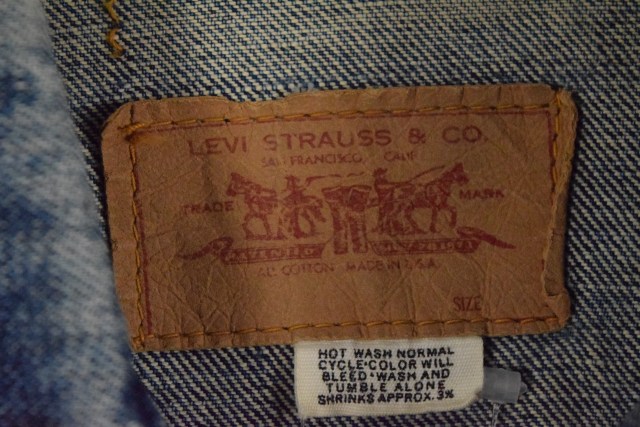 LEVI STRAUSS & CO.
SAN FRANCISCO, CALIF.
TRADE MARK
ALL COTTON MADE IN U.S.A.
SIZE
HOT WASH NORMAL
CYCLE•COLOR WILL
BLEED•WASH AND
TUMBLE ALONE
SHRINKS APPROX. 3%